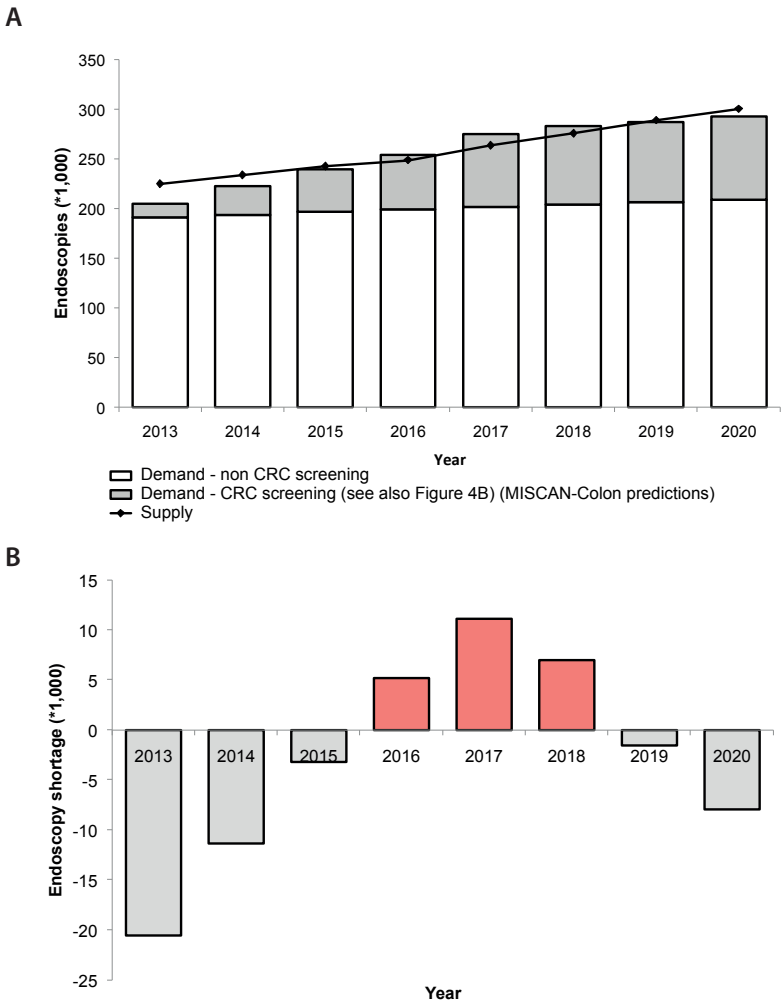 A
350
300
250
200
150
100
50
0
Endoscopies (*1,000)
2013 2014 2015 2016 2017 2018 2019 2020
Year
Demand - non CRC screening
Demand - CRC screening (see also Figure 4B) (MISCAN-Colon predictions)
Supply
B
15
10
5
0
-5
-10
-15
-20
-25
Endoscopy shortage (*1,000)
2013 2014 2015 2016 2017 2018 2019 2020
Year